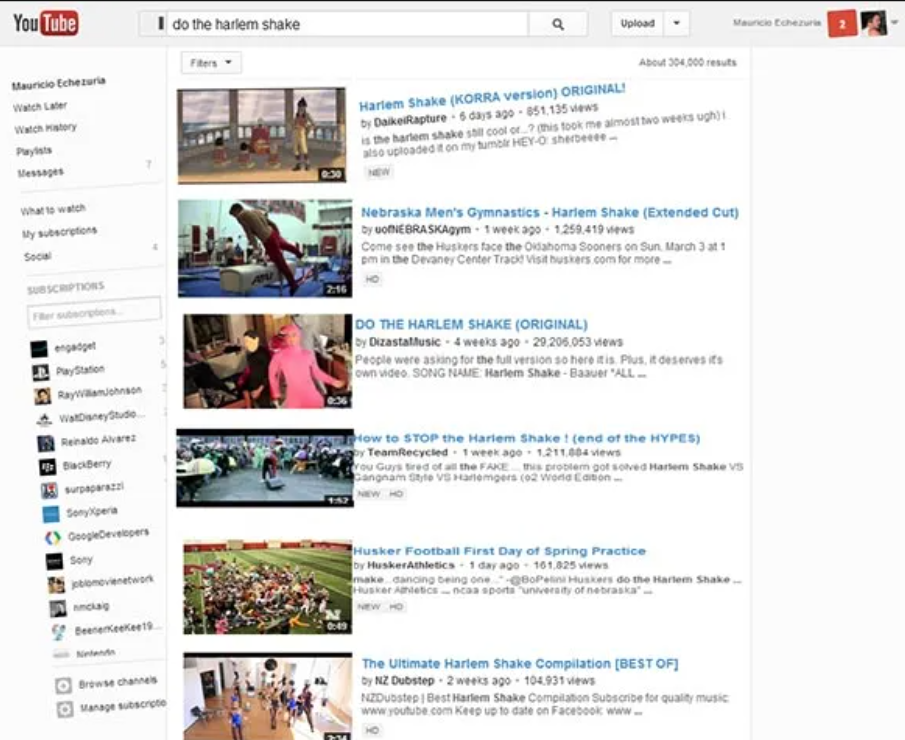 YouTube
do the harlem shake
Upload
Mauricio Echezuria
2
Filters
About 304,000 results
Mauricio Echezuria
Watch Later
Watch History
Playlists
Messages 7
What to watch
My subscriptions
Social 4
SUBSCRIPTIONS
Filter subscriptions...
engadget 3
PlayStation 5
RayWilliamJohnson
WaltDisneyStudio...
Reinaldo Alvarez
BlackBerry
surpaparazzi
SonyXperia
GoogleDevelopers
Sony
joblomovienetwork
nmckaig
BeenerKeeKee19...
Nintendo
Browse channels
Manage subscriptio
Harlem Shake (KORRA version) ORIGINAL!
by DaikeiRapture • 6 days ago • 851,135 views
is the harlem shake still cool or...? (this took me almost two weeks ugh) i
also uploaded it on my tumblr HEY-O: sherbeeee ...
NEW
0:30
Nebraska Men's Gymnastics - Harlem Shake (Extended Cut)
by uofNEBRASKAgym • 1 week ago • 1,259,419 views
Come see the Huskers face the Oklahoma Sooners on Sun, March 3 at 1
pm in the Devaney Center Track! Visit huskers.com for more ...
HD
2:16
DO THE HARLEM SHAKE (ORIGINAL)
by DizastaMusic • 4 weeks ago • 29,206,053 views
People were asking for the full version so here it is. Plus, it deserves it's
own video. SONG NAME: Harlem Shake - Baauer "ALL ...
0:36
How to STOP the Harlem Shake ! (end of the HYPES)
by TeamRecycled • 1 week ago • 1,211,884 views
You Guys tired of all the FAKE ... this problem got solved Harlem Shake VS
Gangnam Style VS Harlemgers (o2 World Edition ...
NEW HD
1:52
Husker Football First Day of Spring Practice
by HuskerAthletics • 1 day ago • 161,825 views
make...dancing being one..." -@BoPelini Huskers do the Harlem Shake ...
Husker Athletics ... ncaa sports "university of nebraska" ...
NEW HD
0:49
The Ultimate Harlem Shake Compilation [BEST OF]
by NZ Dubstep • 2 weeks ago • 104,931 views
NZDubstep | Best Harlem Shake Compilation Subscribe for quality music:
www.youtube.com Keep up to date on Facebook: www ...
HD
2:34